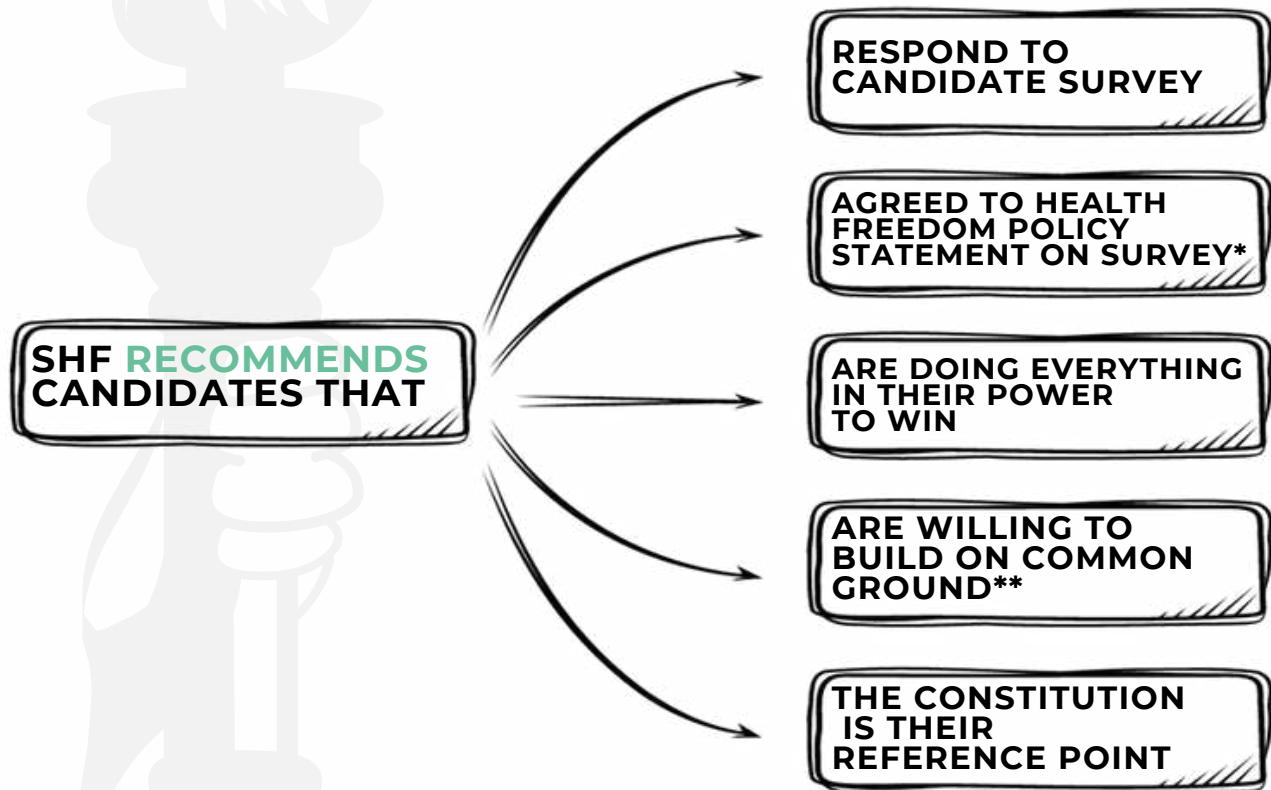 SHF RECOMMENDS
CANDIDATES THAT
RESPOND TO
CANDIDATE SURVEY
AGREED TO HEALTH
FREEDOM POLICY
STATEMENT ON SURVEY*
ARE DOING EVERYTHING
IN THEIR POWER
TO WIN
ARE WILLING TO
BUILD ON COMMON
GROUND**
THE CONSTITUTION
IS THEIR
REFERENCE POINT